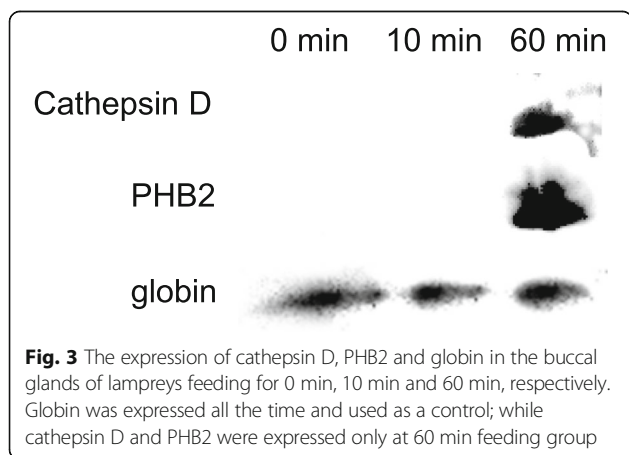 0 min 10 min 60 min
Cathepsin D
PHB2
globin
Fig. 3 The expression of cathepsin D, PHB2 and globin in the buccal
glands of lampreys feeding for 0 min, 10 min and 60 min, respectively.
Globin was expressed all the time and used as a control; while
cathepsin D and PHB2 were expressed only at 60 min feeding group